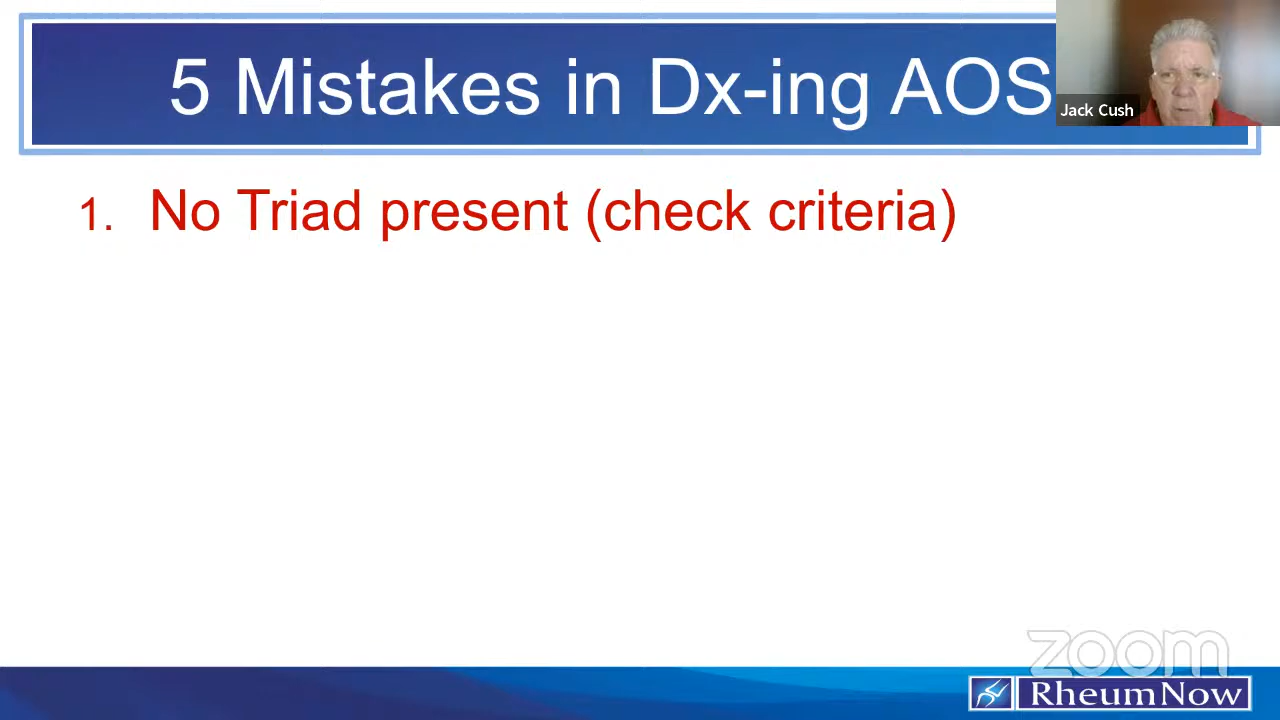 5 Mistakes in Dx-ing AOS
Jack Cush
1. No Triad present (check criteria)
zoom
RheumNow